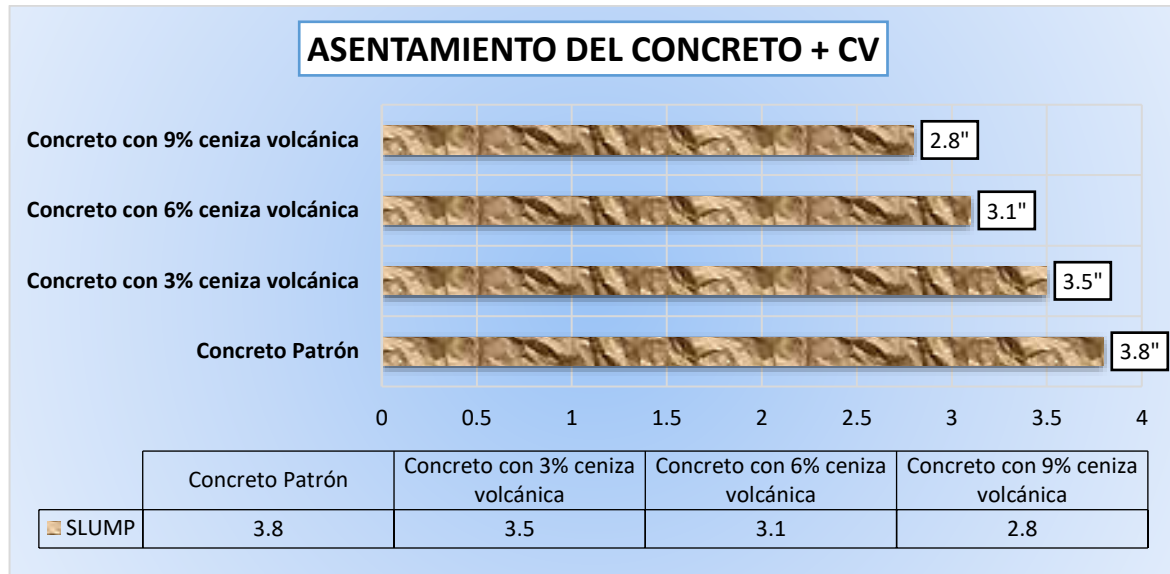 ASENTAMIENTO DEL CONCRETO + CV
Concreto con 9% ceniza volcánica
2.8"
Concreto con 6% ceniza volcánica
3.1"
Concreto con 3% ceniza volcánica
3.5"
Concreto Patrón
3.8"
0 0.5 1 1.5 2 2.5 3 3.5 4
Concreto Patrón
Concreto con 3% ceniza
volcánica
Concreto con 6% ceniza
volcánica
Concreto con 9% ceniza
volcánica
SLUMP 3.8 3.5 3.1 2.8